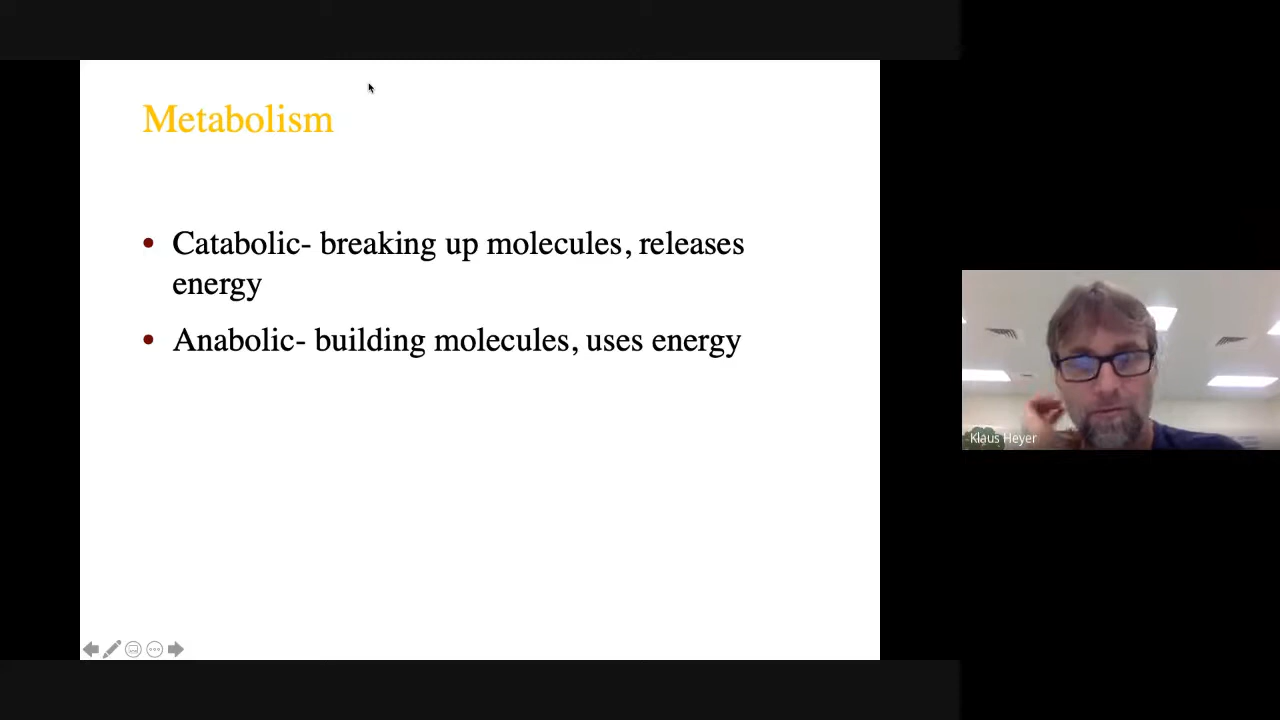 Metabolism
• Catabolic- breaking up molecules, releases
energy
• Anabolic- building molecules, uses energy
Klaus Heyer